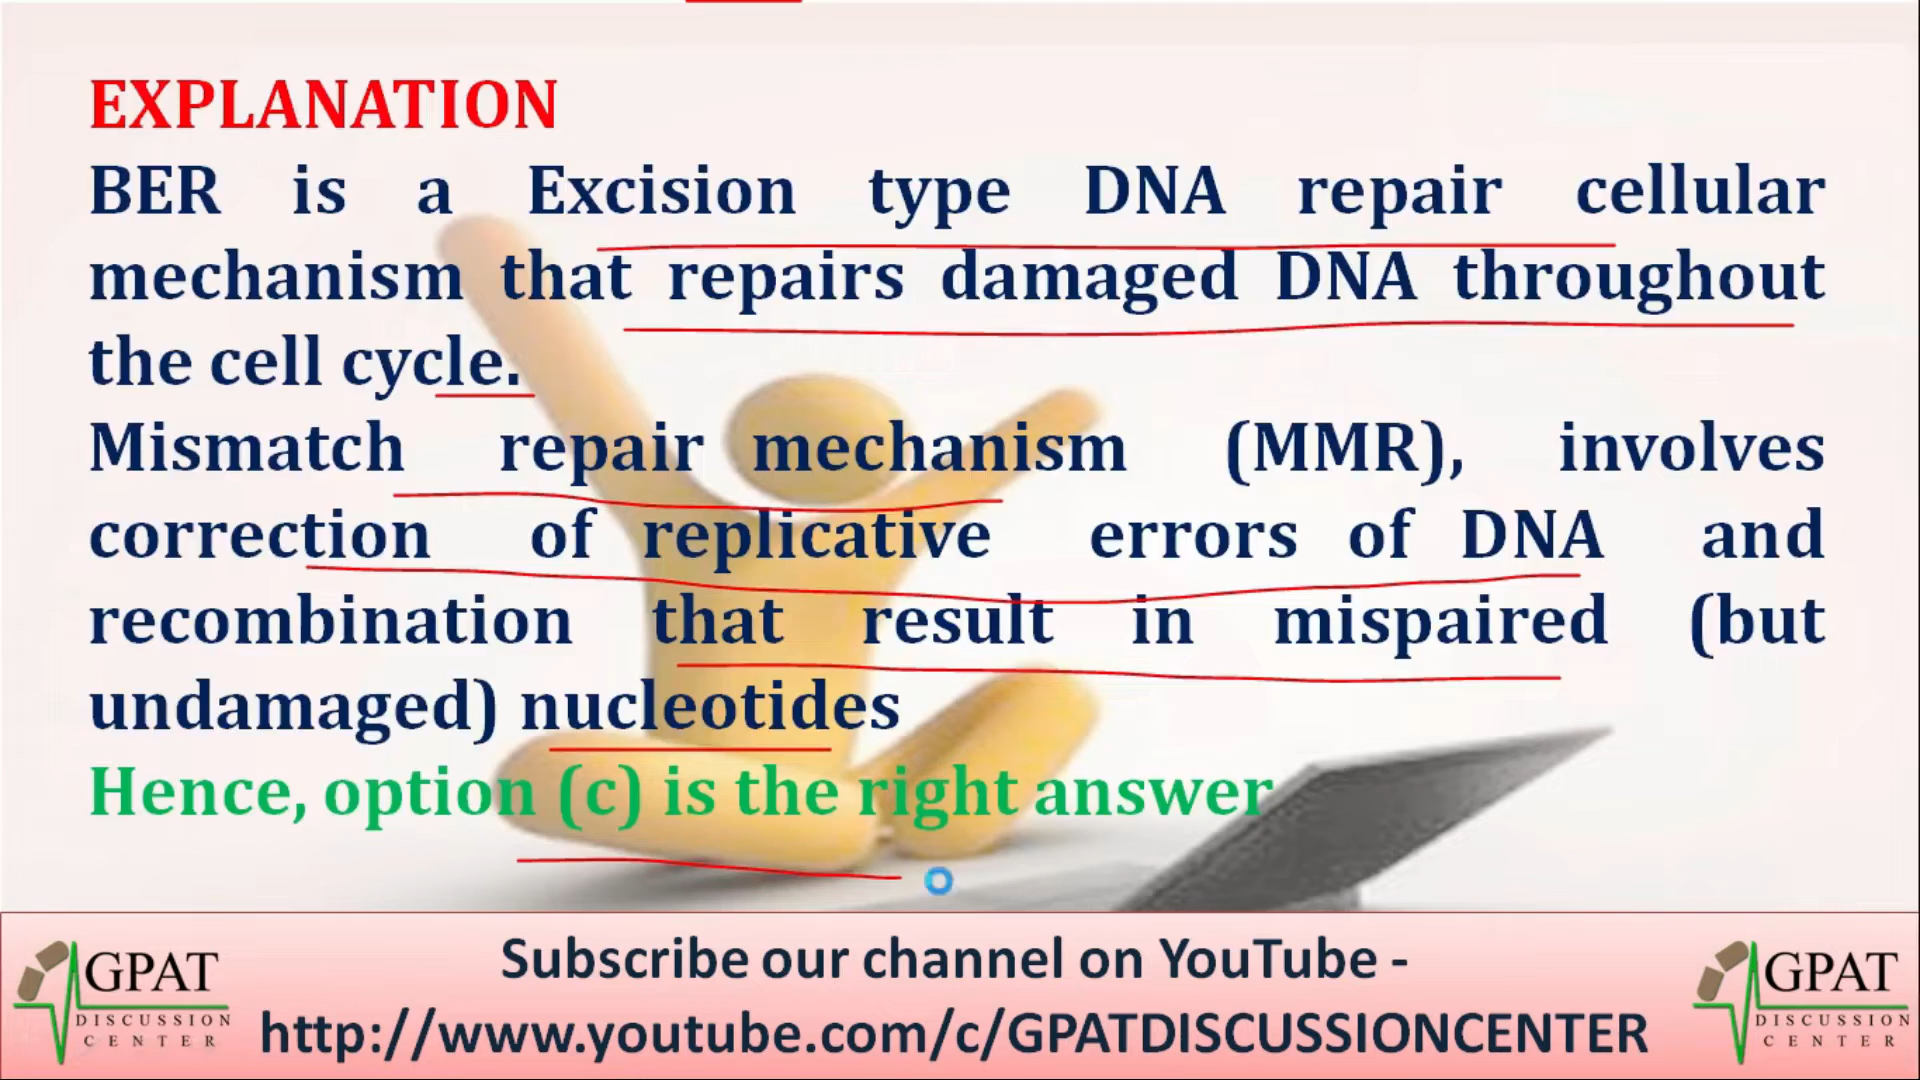 EXPLANATION
BER is a Excision type DNA repair cellular
mechanism that repairs damaged DNA throughout
the cell cycle.
Mismatch repair mechanism (MMR), involves
correction of replicative errors of DNA and
recombination that result in mispaired (but
undamaged) nucleotides
Hence, option (c) is the right answer
GPAT
DISCUSSION
CENTER
Subscribe our channel on YouTube -
http://www.youtube.com/c/GPATDISCUSSIONCENTER
GPAT
DISCUSSION
CENTER